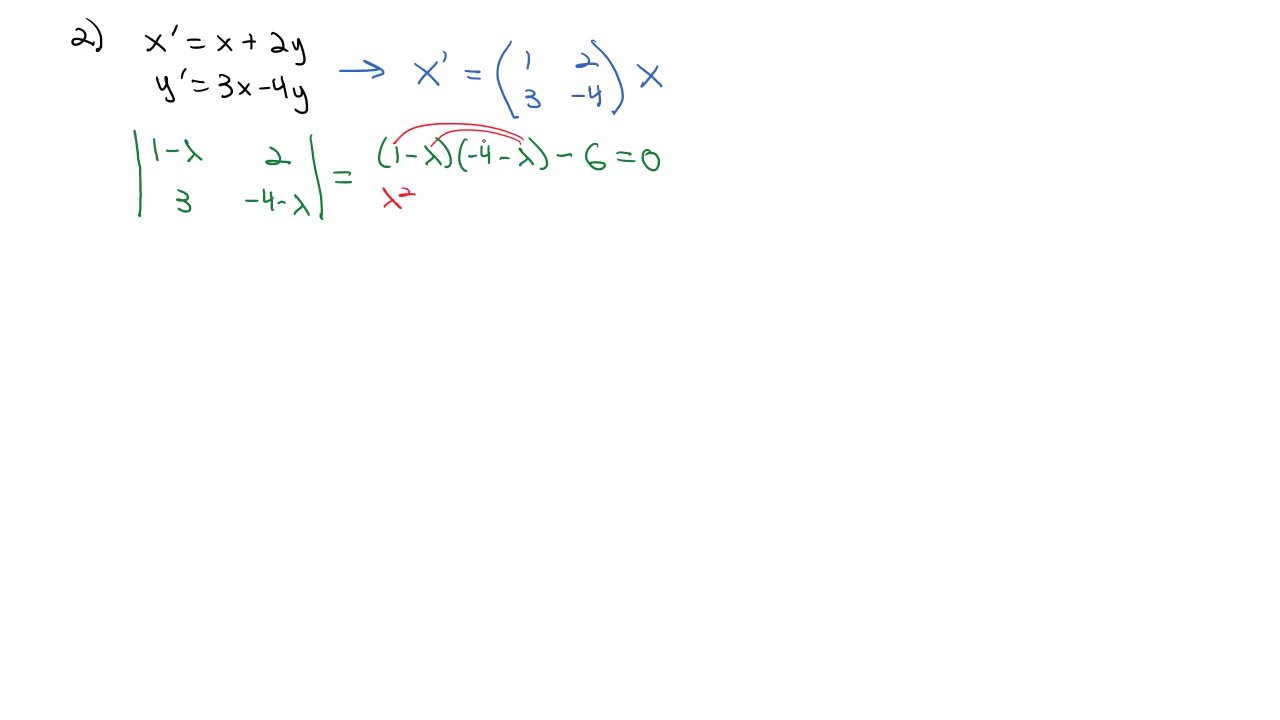 2) x' = x + 2y
y' = 3x - 4y → X' = (1 2
3 -4) X
|1-λ 2
3 -4-λ| = (1-λ)(-4-λ) - 6 = 0
λ²